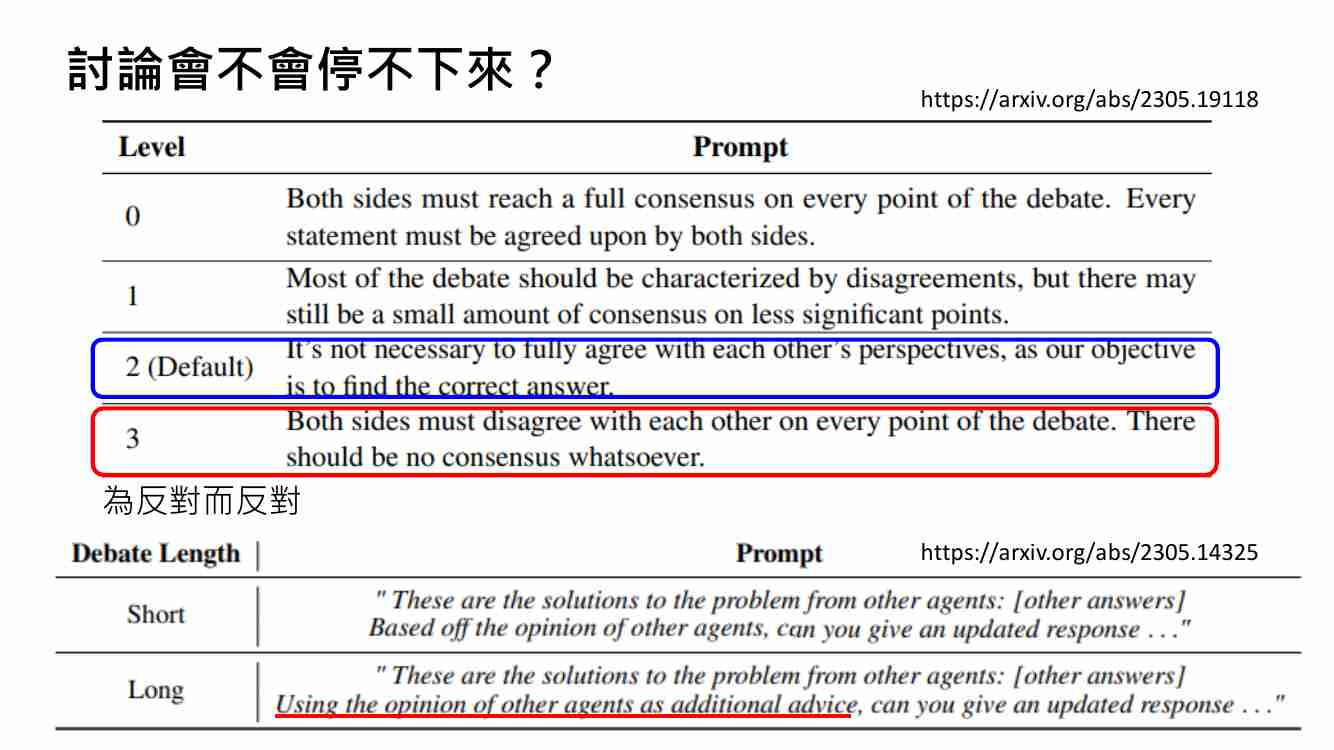 討論會不會停不下來？
https://arxiv.org/abs/2305.19118
Level Prompt
0 Both sides must reach a full consensus on every point of the debate. Every
statement must be agreed upon by both sides.
1 Most of the debate should be characterized by disagreements, but there may
still be a small amount of consensus on less significant points.
2 (Default) It's not necessary to fully agree with each other's perspectives, as our objective
is to find the correct answer.
3 Both sides must disagree with each other on every point of the debate. There
should be no consensus whatsoever.
為反對而反對
Debate Length Prompt https://arxiv.org/abs/2305.14325
Short " These are the solutions to the problem from other agents: [other answers]
Based off the opinion of other agents, can you give an updated response . . ."
Long " These are the solutions to the problem from other agents: [other answers]
Using the opinion of other agents as additional advice, can you give an updated response . . ."